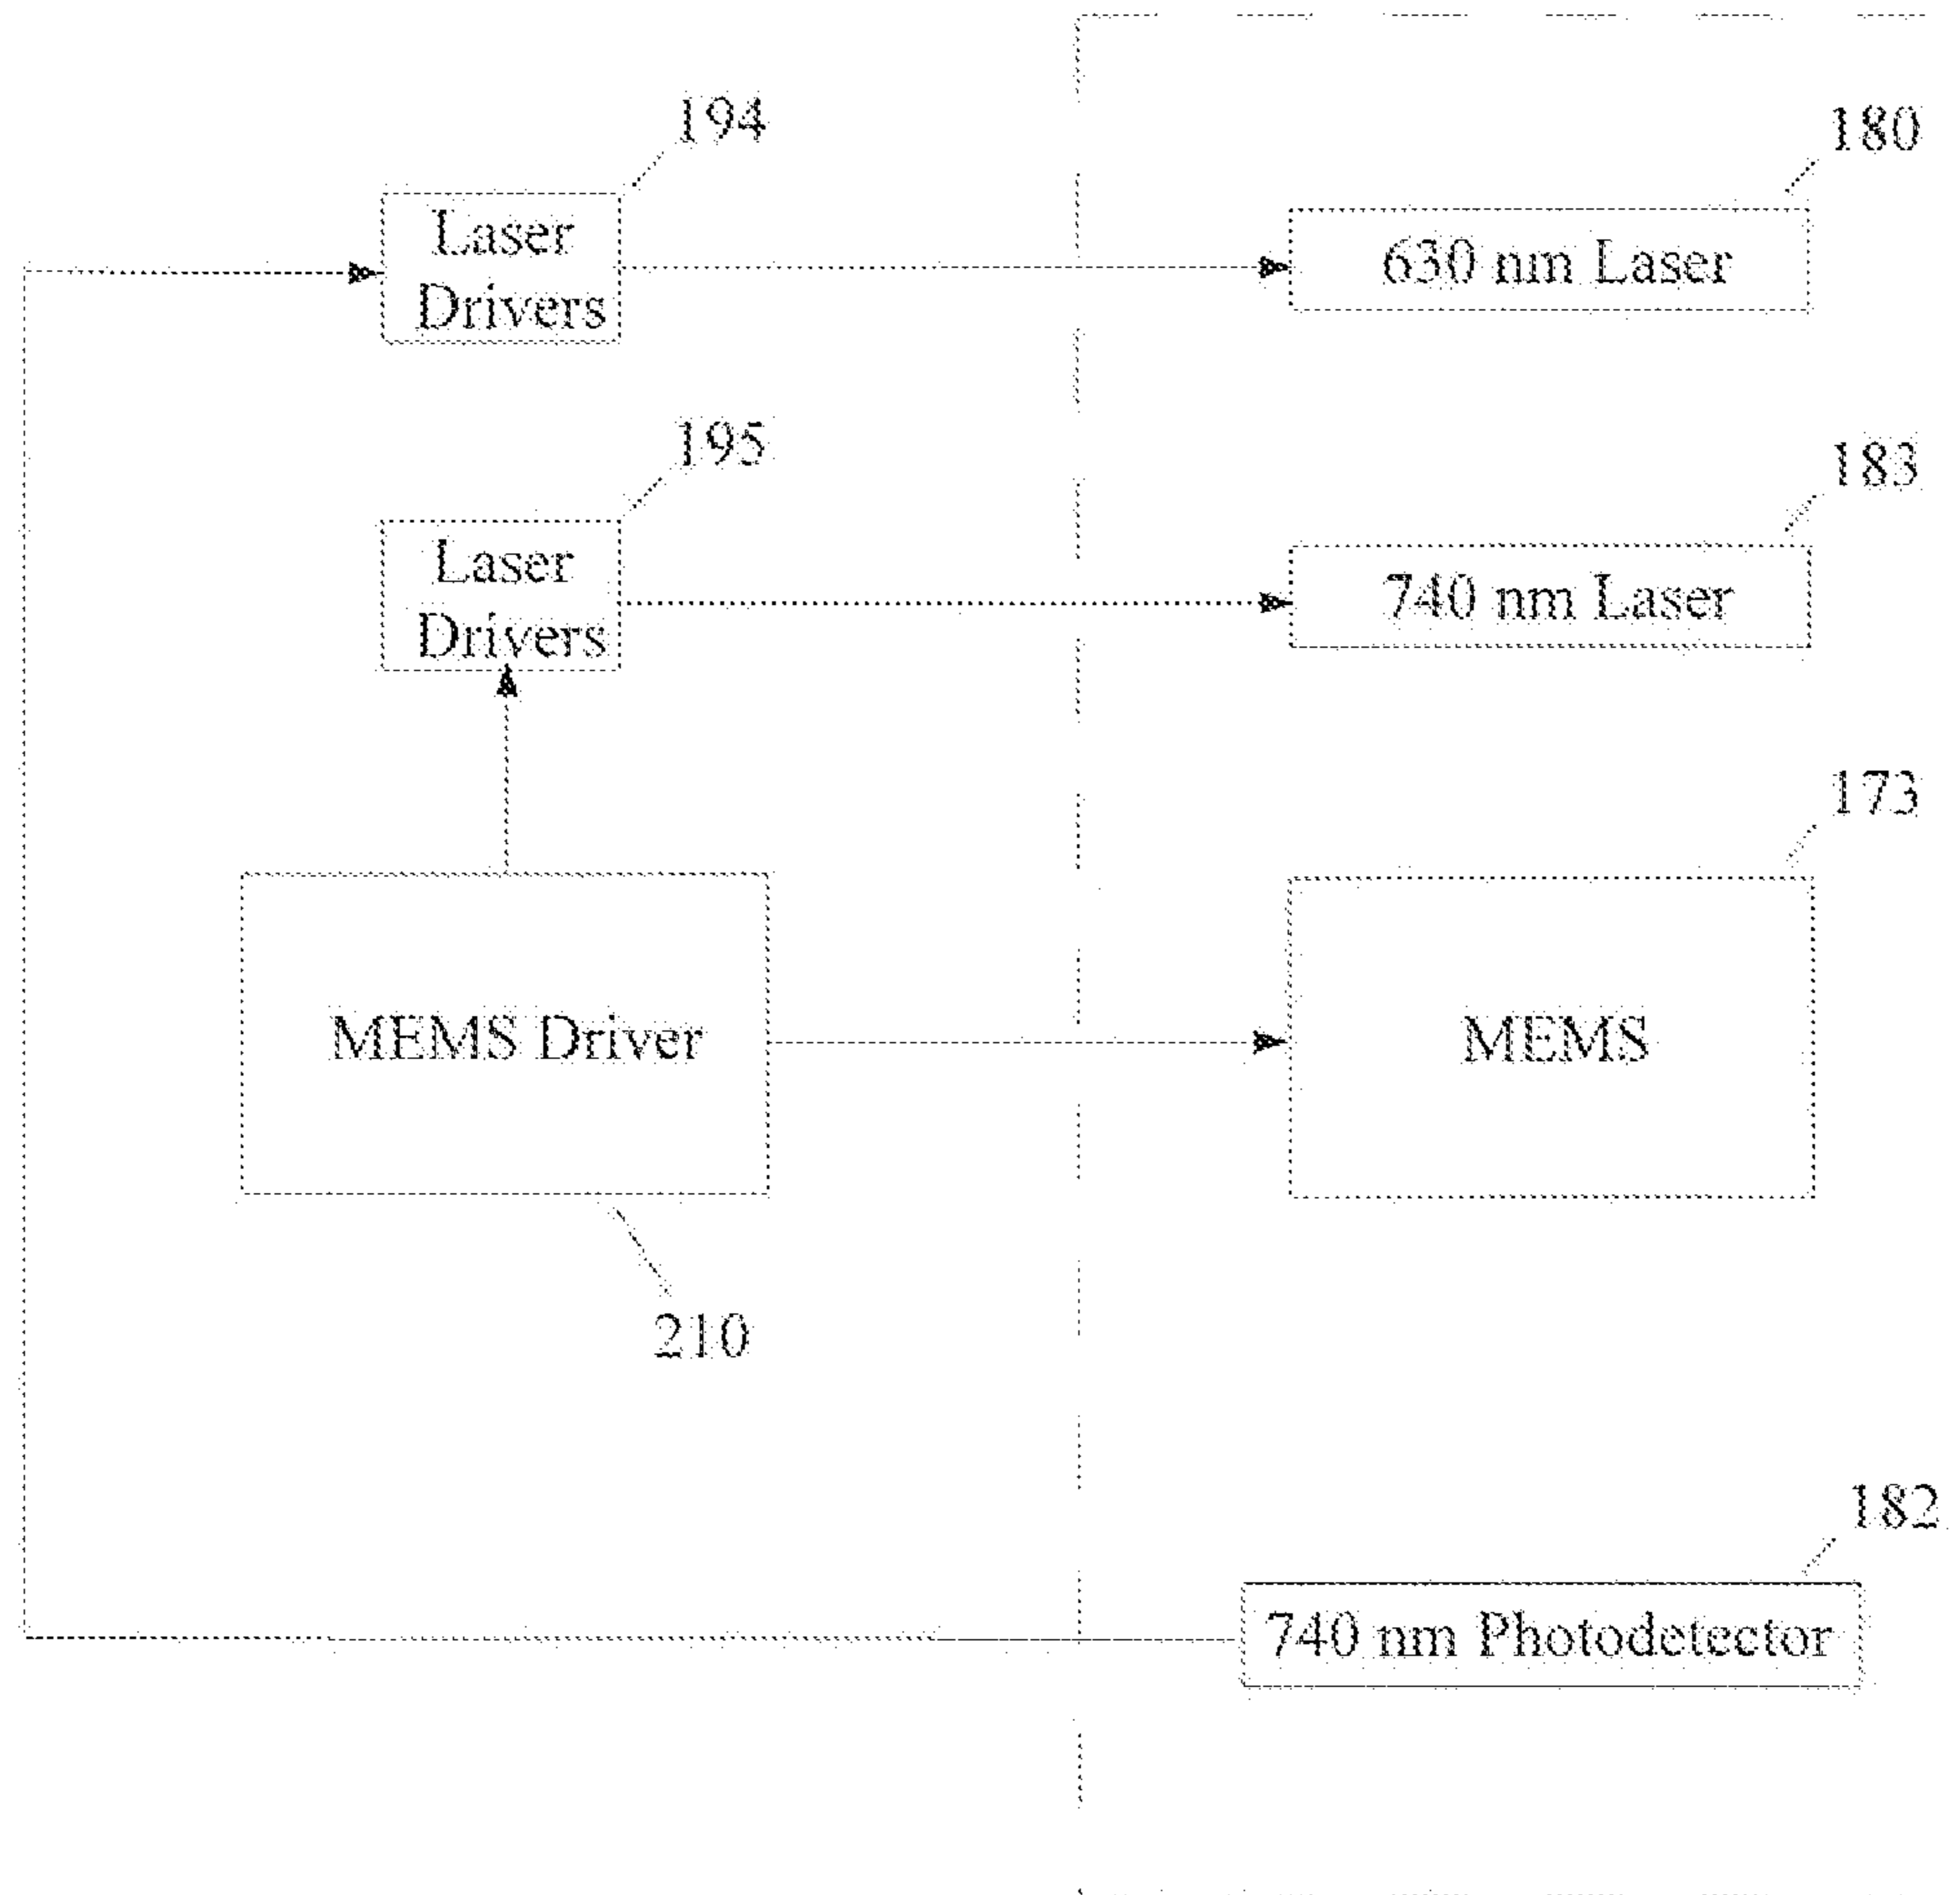 194
180
Laser
Drivers
630 nm Laser
195
183
Laser
Drivers
740 nm Laser
173
MEMS Driver
MEMS
210
182
740 nm Photodetector